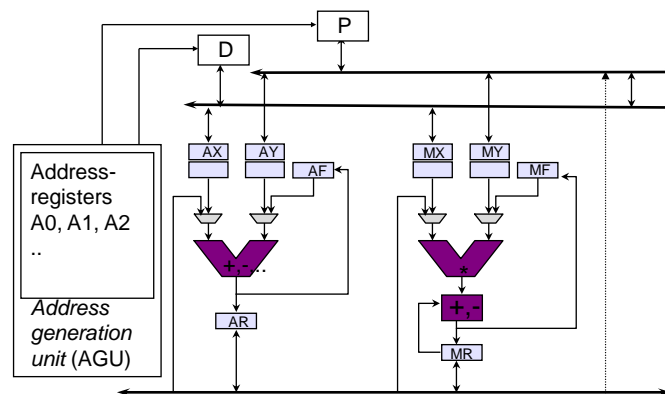 P
D
AX
AY
AF
MX
MY
MF
Address-
registers
A0, A1, A2
..
+,-...
*
+,-
Address
generation
unit (AGU)
AR
MR